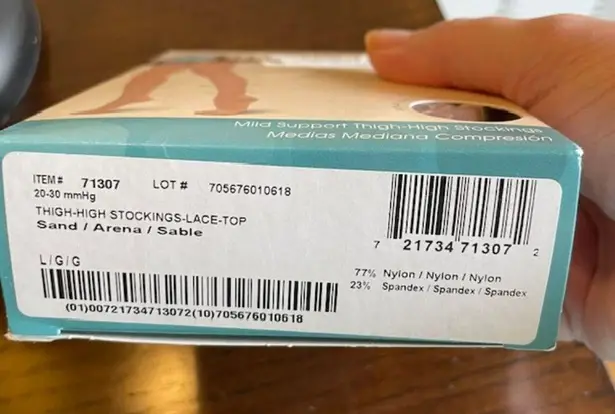 Mild Support Thigh-High Stockings
Medias Mediana Compresión
ITEM# 71307 LOT # 705676010618
20-30 mmHg
THIGH-HIGH STOCKINGS-LACE-TOP
Sand / Arena / Sable
L / G / G
(01)00721734713072(10)705676010618
7 21734 71307 2
77% Nylon / Nylon / Nylon
23% Spandex / Spandex / Spandex